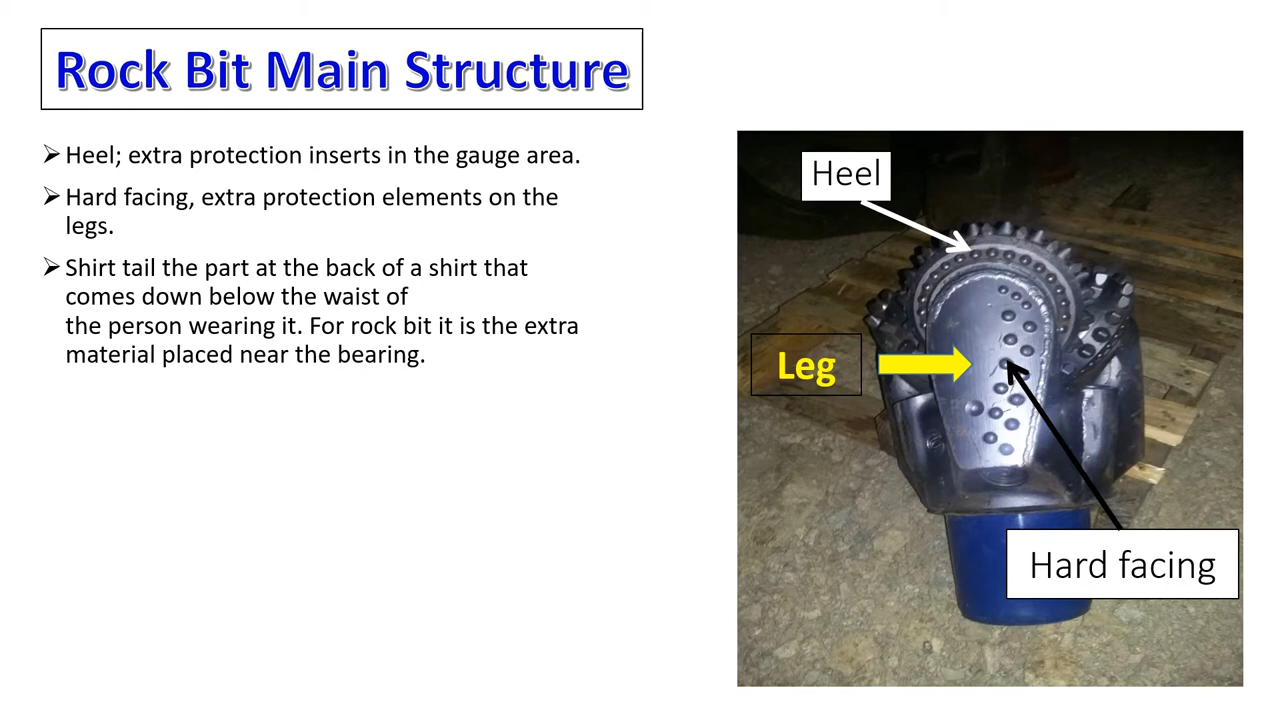 Rock Bit Main Structure
➢Heel; extra protection inserts in the gauge area.
➢Hard facing, extra protection elements on the
legs.
➢Shirt tail the part at the back of a shirt that
comes down below the waist of
the person wearing it. For rock bit it is the extra
material placed near the bearing.
Heel
Leg
Hard facing